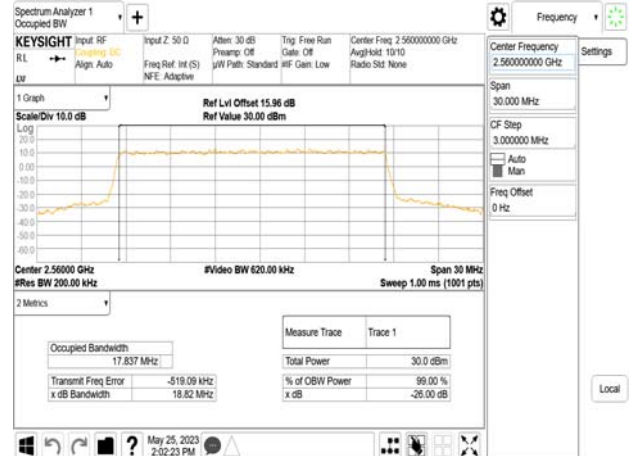 Spectrum Analyzer 1
Occupied BW
Frequency
KEYSIGHT
Input: RF
Coupling: DC
Align: Auto
Input Z: 50 Ω
Freq Ref: Int (S)
NFE: Adaptive
Atten: 30 dB
Preamp: Off
µW Path: Standard
Trig: Free Run
Gate: Off
#IF Gain: Low
Center Freq: 2.560000000 GHz
Avg|Hold: 10/10
Radio Std: None
RL
Center Frequency
2.560000000 GHz
Settings
Span
30.000 MHz
CF Step
3.000000 MHz
Auto
Man
Freq Offset
0 Hz
Local
1 Graph
Scale/Div 10.0 dB
Ref Lvl Offset 15.96 dB
Ref Value 30.00 dBm
Log
20.0
10.0
0.00
-10.0
-20.0
-30.0
-40.0
-50.0
-60.0
Center 2.56000 GHz
#Video BW 620.00 kHz
Span 30 MHz
#Res BW 200.00 kHz
Sweep 1.00 ms (1001 pts)
2 Metrics
Measure Trace Trace 1
Occupied Bandwidth
17.837 MHz
Total Power 30.0 dBm
Transmit Freq Error -519.09 kHz
% of OBW Power 99.00 %
x dB Bandwidth 18.82 MHz
x dB -26.00 dB
May 25, 2023
2:02:23 PM